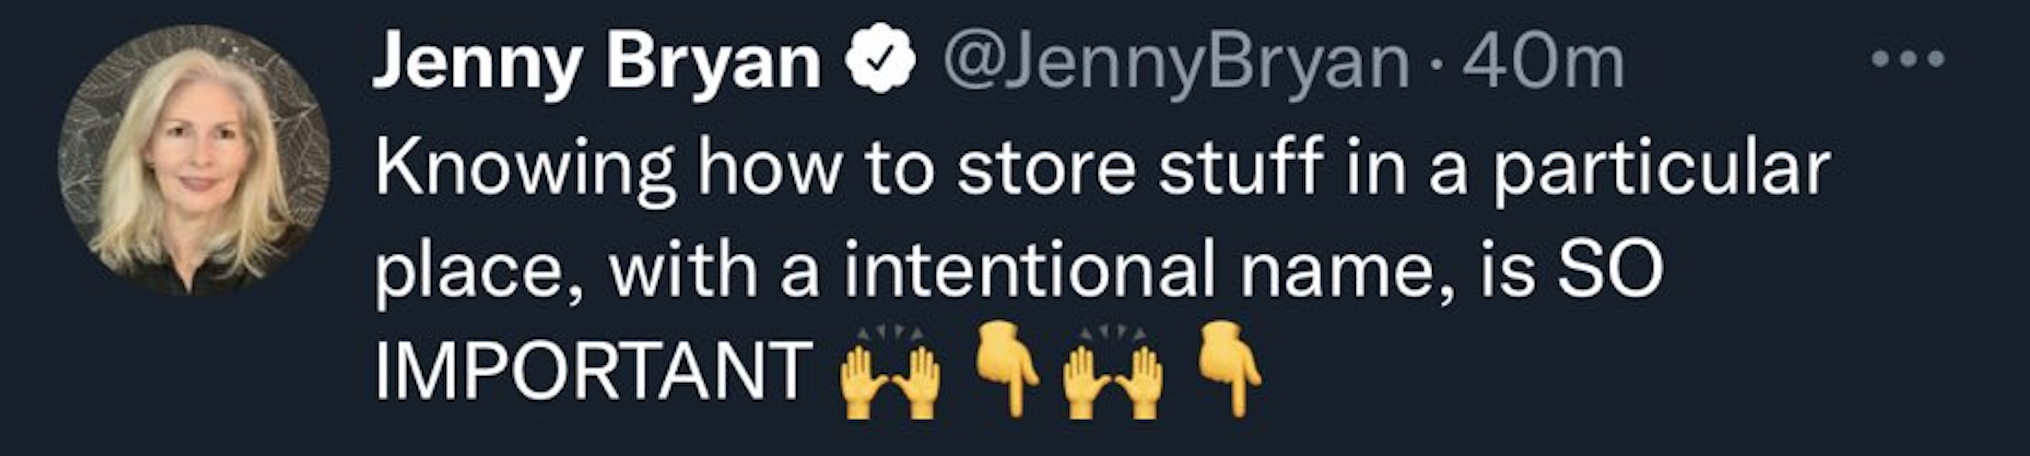 Jenny Bryan @JennyBryan · 40m
Knowing how to store stuff in a particular
place, with a intentional name, is SO
IMPORTANT 🙌 👇 🙌 👇